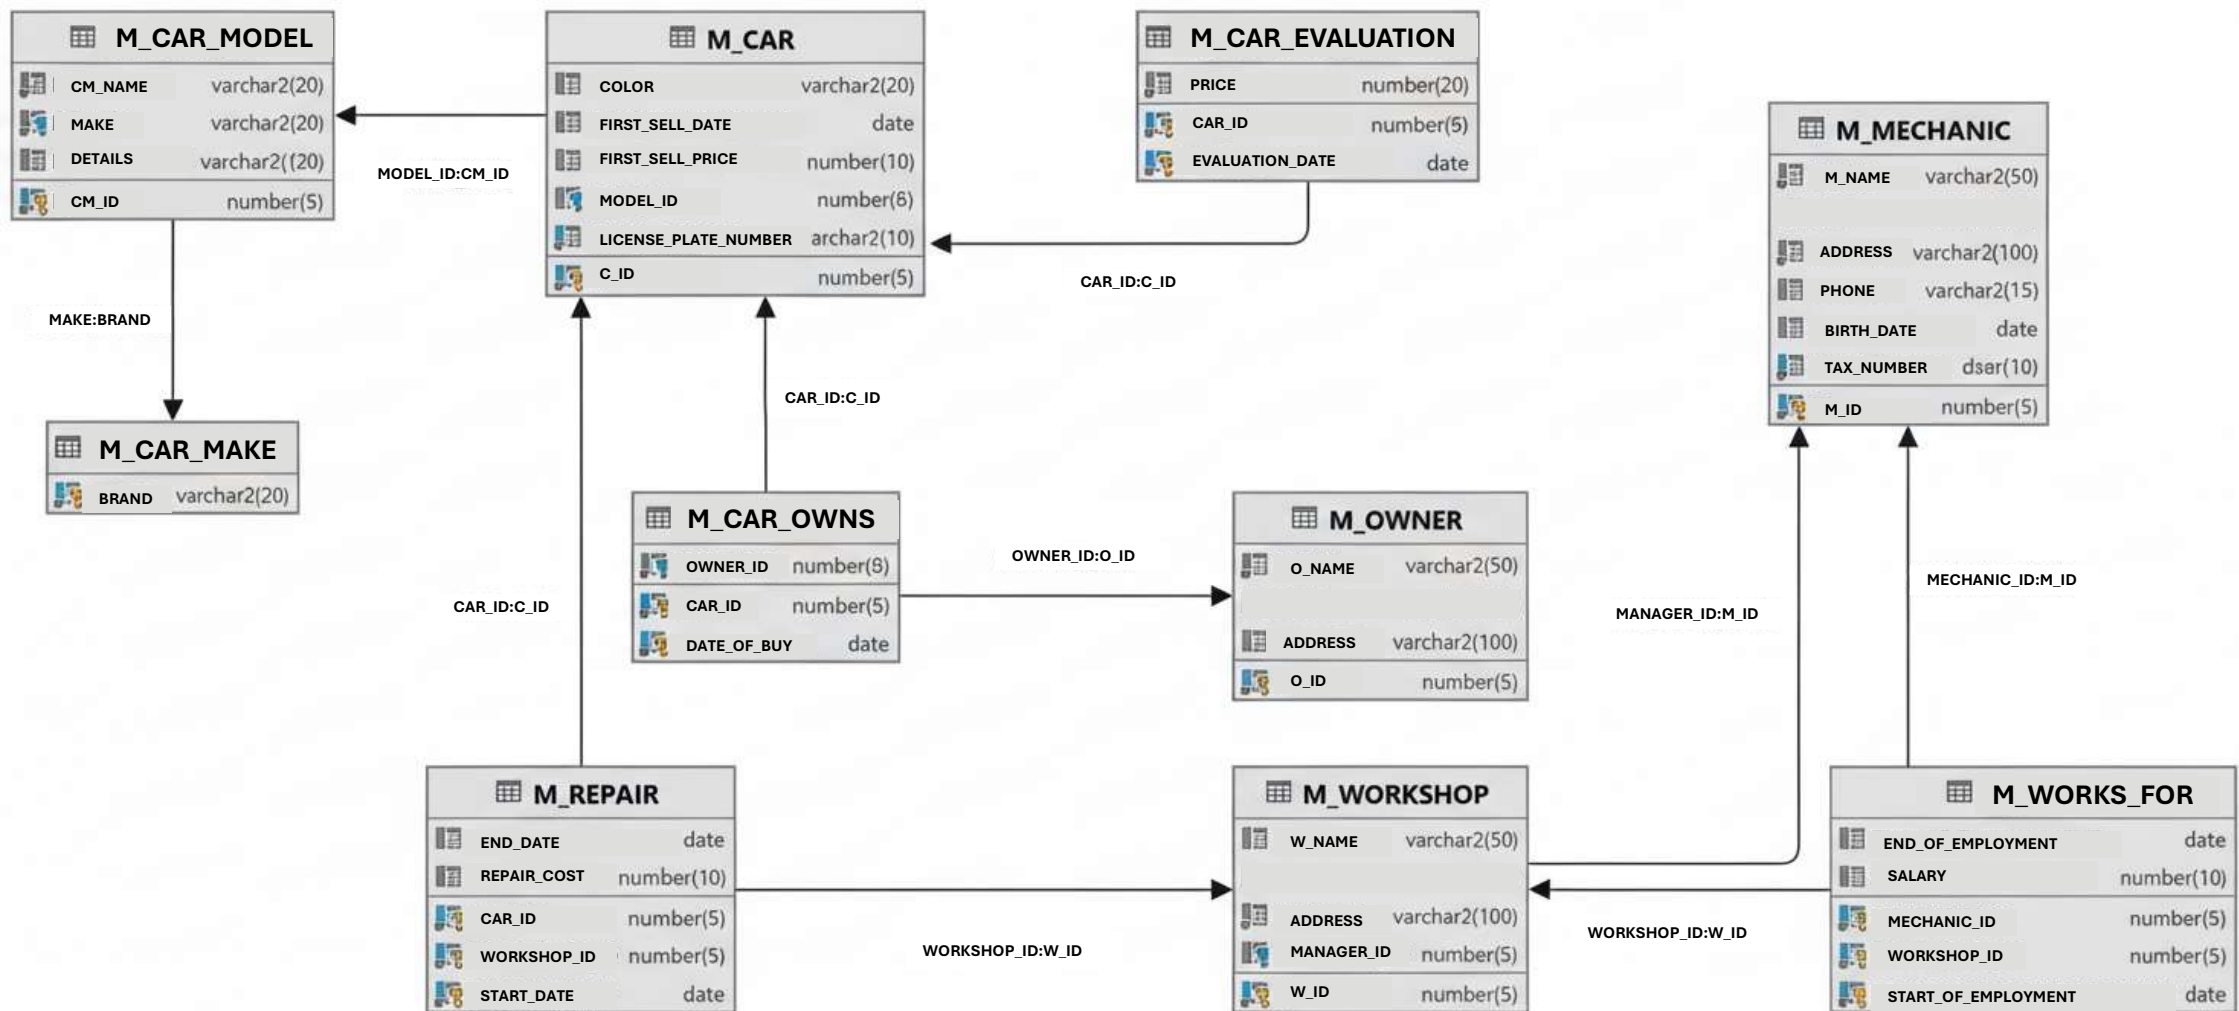 M_CAR_MODEL
CM_NAME varchar2(20)
MAKE varchar2(20)
DETAILS varchar2((20)
CM_ID number(5)
M_CAR
COLOR varchar2(20)
FIRST_SELL_DATE date
FIRST_SELL_PRICE number(10)
MODEL_ID number(6)
LICENSE_PLATE_NUMBER archar2(10)
C_ID number(5)
M_CAR_EVALUATION
PRICE number(20)
CAR_ID number(5)
EVALUATION_DATE date
M_MECHANIC
M_NAME varchar2(50)
ADDRESS varchar2(100)
PHONE varchar2(15)
BIRTH_DATE date
TAX_NUMBER dsar(10)
M_ID number(5)
MODEL_ID:CM_ID
CAR_ID:C_ID
MAKE:BRAND
M_CAR_MAKE
BRAND varchar2(20)
CAR_ID:C_ID
M_CAR_OWNS
OWNER_ID number(8)
CAR_ID number(5)
DATE_OF_BUY date
OWNER_ID:O_ID
M_OWNER
O_NAME varchar2(50)
ADDRESS varchar2(100)
O_ID number(5)
CAR_ID:C_ID
MANAGER_ID:M_ID
MECHANIC_ID:M_ID
M_REPAIR
END_DATE date
REPAIR_COST number(10)
CAR_ID number(5)
WORKSHOP_ID number(5)
START_DATE date
WORKSHOP_ID:W_ID
M_WORKSHOP
W_NAME varchar2(50)
ADDRESS varchar2(100)
MANAGER_ID number(5)
W_ID number(5)
WORKSHOP_ID:W_ID
M_WORKS_FOR
END_OF_EMPLOYMENT date
SALARY number(10)
MECHANIC_ID number(5)
WORKSHOP_ID number(5)
START_OF_EMPLOYMENT date